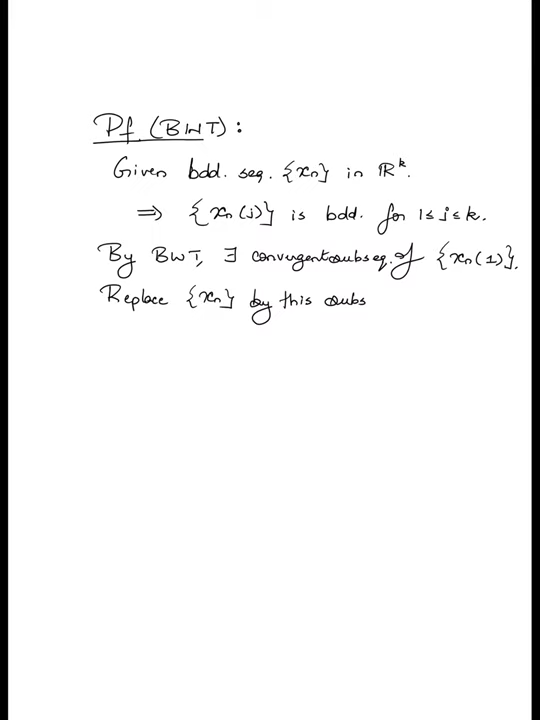 Pf (BWT):
Given bdd. seq. {xₙ} in ℝᵏ.
⇒ {xₙ(j)} is bdd. for 1≤j≤k.
By BWT, ∃ convergent subseq. of {xₙ(1)}.
Replace {xₙ} by this subs